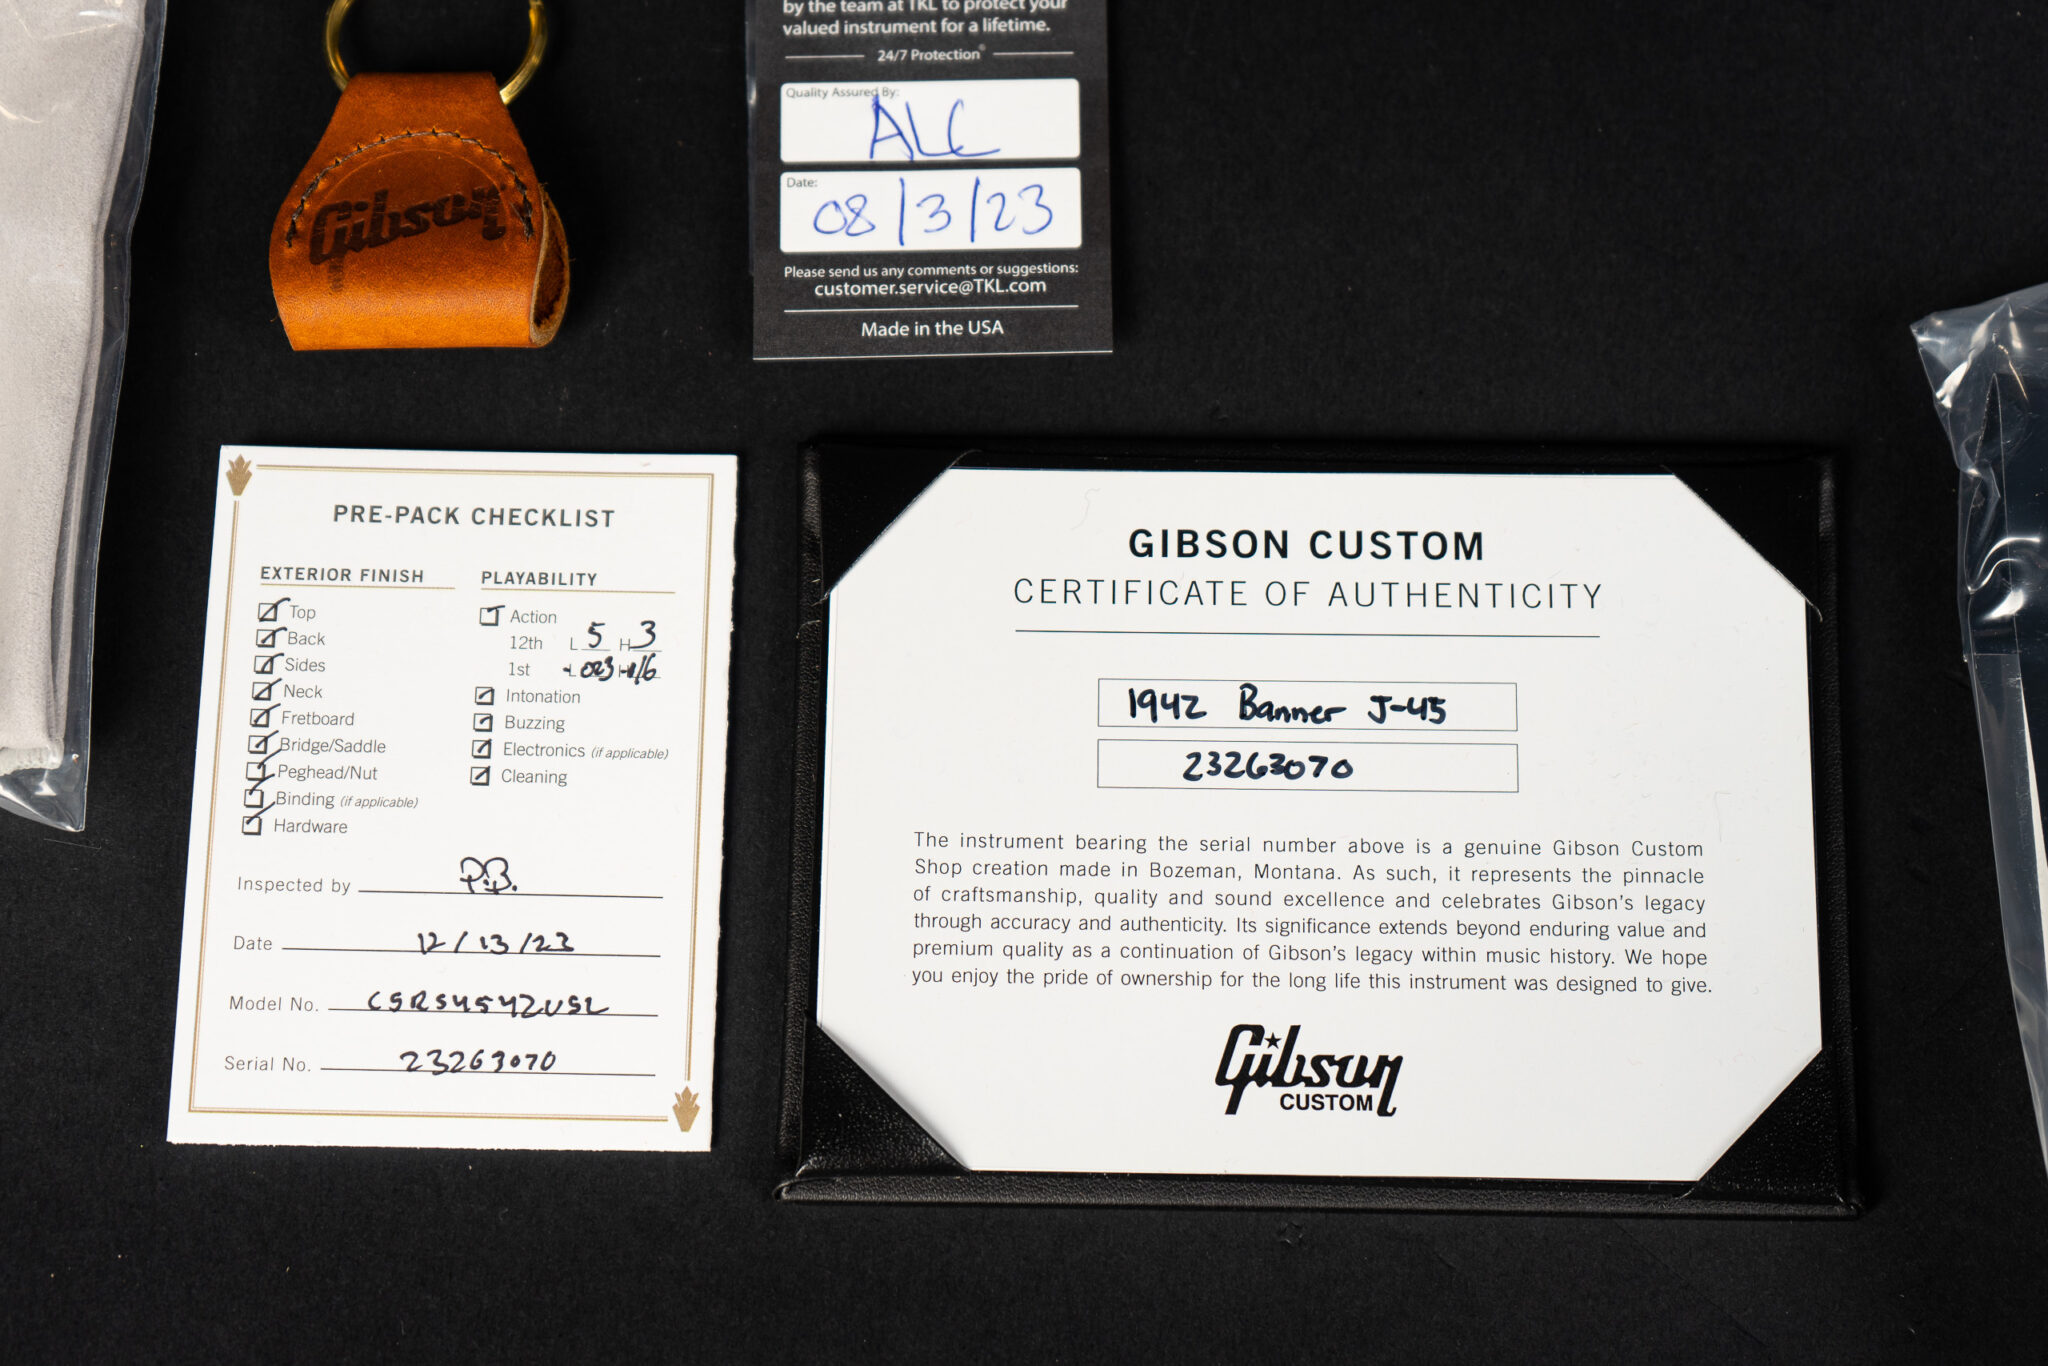 by the team at TKL to protect your
valued instrument for a lifetime.
24/7 Protection®
Quality Assured By:
ALC
Date:
08/3/23
Please send us any comments or suggestions:
customer.service@TKL.com
Made in the USA
Gibson
PRE-PACK CHECKLIST
EXTERIOR FINISH
Top
Back
Sides
Neck
Fretboard
Bridge/Saddle
Peghead/Nut
Binding (if applicable)
Hardware
PLAYABILITY
Action
12th L 5 H 3
1st L .023 H
Intonation
Buzzing
Electronics (if applicable)
Cleaning
Inspected by P.B.
Date 12/13/23
Model No. CSRS4542VSL
Serial No. 23263070
GIBSON CUSTOM
CERTIFICATE OF AUTHENTICITY
1942 Banner J-45
23263070
The instrument bearing the serial number above is a genuine Gibson Custom
Shop creation made in Bozeman, Montana. As such, it represents the pinnacle
of craftsmanship, quality and sound excellence and celebrates Gibson's legacy
through accuracy and authenticity. Its significance extends beyond enduring value and
premium quality as a continuation of Gibson's legacy within music history. We hope
you enjoy the pride of ownership for the long life this instrument was designed to give.
Gibson
CUSTOM